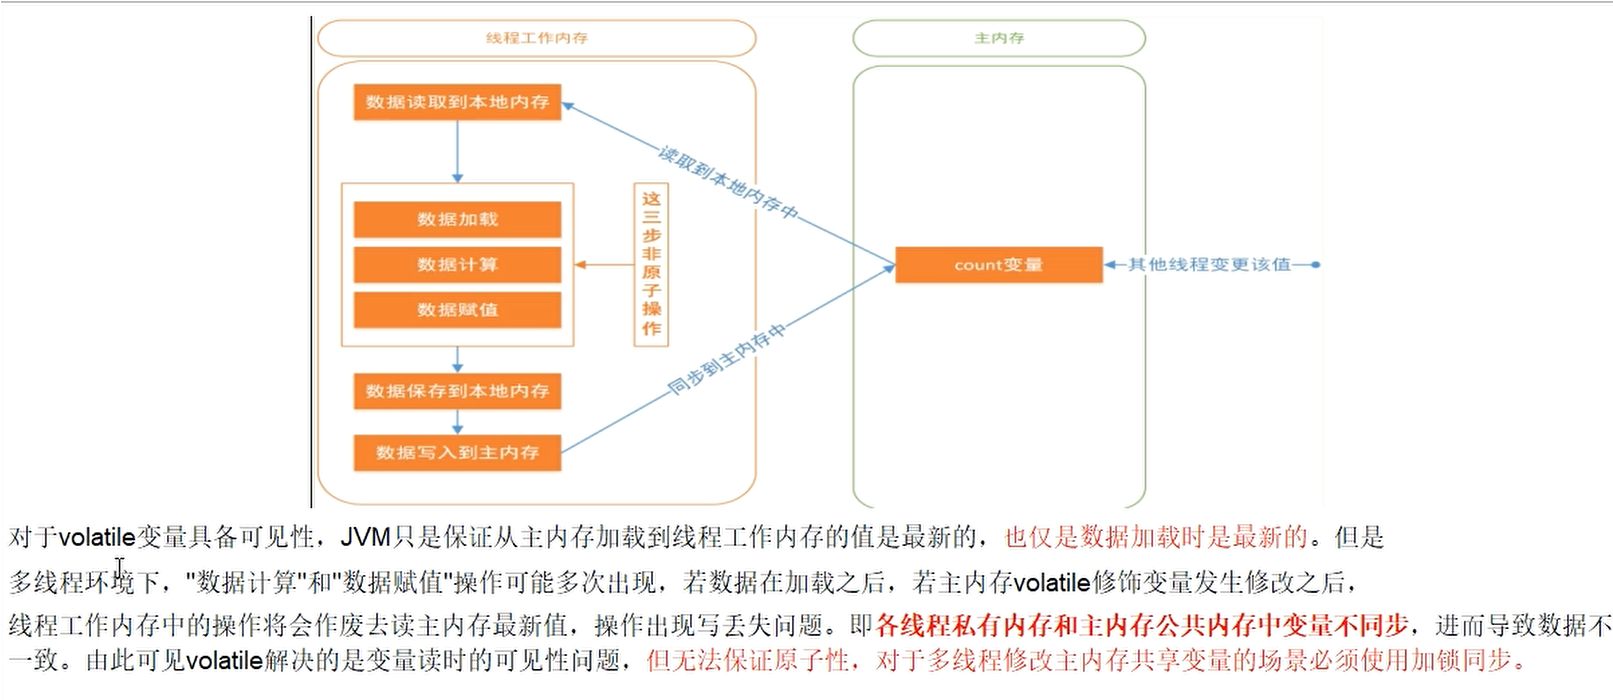 线程工作内存
主内存
数据读取到本地内存
读取到本地内存中
数据加载
数据计算
数据赋值
这三步非原子操作
count变量
其他线程变更该值
同步到主内存中
数据保存到本地内存
数据写入到主内存
对于volatile变量具备可见性，JVM只是保证从主内存加载到线程工作内存的值是最新的，也仅是数据加载时是最新的。但是
多线程环境下，"数据计算"和"数据赋值"操作可能多次出现，若数据在加载之后，若主内存volatile修饰变量发生修改之后，
线程工作内存中的操作将会作废去读主内存最新值，操作出现写丢失问题。即各线程私有内存和主内存公共内存中变量不同步，进而导致数据不
一致。由此可见volatile解决的是变量读时的可见性问题，但无法保证原子性，对于多线程修改主内存共享变量的场景必须使用加锁同步。